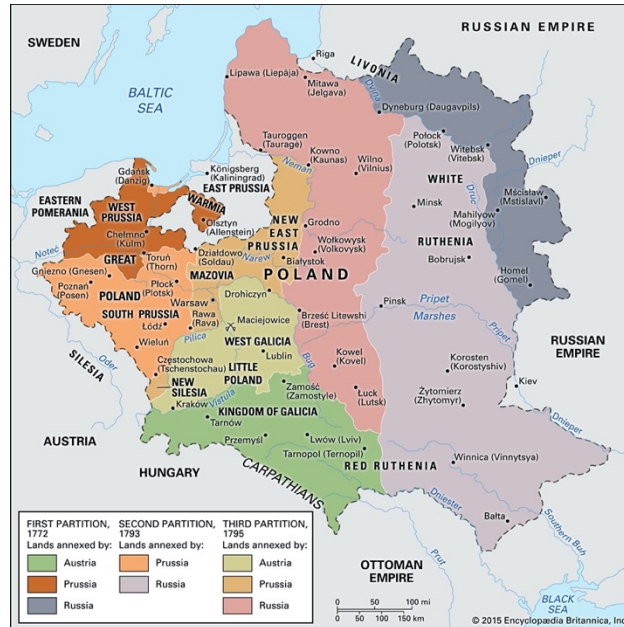 RUSSIAN EMPIRE
SWEDEN
BALTIC
SEA
Riga
LIVONIA
Lipawa (Liepāja)
Mitawa
(Jelgava)
Dvina
Dyneburg (Daugavpils)
Połock
(Polotsk)
Witebsk
(Vitebsk)
Dnieper
Tauroggen
(Tauragė)
Kowno
(Kaunas)
Wilno
(Vilnius)
Neman
Gdańsk
(Danzig)
Königsberg
(Kaliningrad)
EAST PRUSSIA
EASTERN
POMERANIA
WEST
PRUSSIA
WARMIA
Olsztyn
(Allenstein)
NEW
EAST
PRUSSIA
WHITE
RUTHENIA
Minsk
Druć
Mścisław
(Mstislavl)
Mahilyow
(Mogilyov)
Grodno
Wołkowysk
(Volkovysk)
Bobrujsk
Homel
(Gomel)
Chełmno
(Kulm)
Noteć
GREAT
POLAND
Toruń
(Thorn)
Działdowo
(Soldau)
Narew
Białystok
POLAND
Gniezno (Gnesen)
Poznań
(Posen)
Płock
(Plotsk)
MAZOVIA
Drohiczyn
Warsaw
SOUTH PRUSSIA
Rawa
(Rava)
Łódź
Maciejowice
Brześć Litewski
(Brest)
Pinsk
Pripet
Marshes
Pripet
RUSSIAN
EMPIRE
Wieluń
Pilica
WEST GALICIA
Lublin
Bug
Kowel
(Kovel)
Korosten
(Korostyshiv)
Kiev
SILESIA
Oder
Częstochowa
(Tschenstochau)
LITTLE
POLAND
NEW
SILESIA
Zamość
(Zamostye)
Łuck
(Lutsk)
Żytomierz
(Zhytomyr)
Kraków
Vistula
KINGDOM OF GALICIA
Tarnów
Dnieper
Przemyśl
Lwów (Lviv)
Tarnopol (Ternopil)
RED RUTHENIA
Winnica (Vinnytsya)
AUSTRIA
HUNGARY
CARPATHIANS
Dniester
Bałta
Southern Buh
Prut
OTTOMAN
EMPIRE
BLACK
SEA
FIRST PARTITION,
1772
Lands annexed by:
Austria
Prussia
Russia
SECOND PARTITION,
1793
Lands annexed by:
Prussia
Russia
THIRD PARTITION,
1795
Lands annexed by:
Austria
Prussia
Russia
0 50 100 mi
0 50 100 150 km
© 2015 Encyclopædia Britannica, Inc.